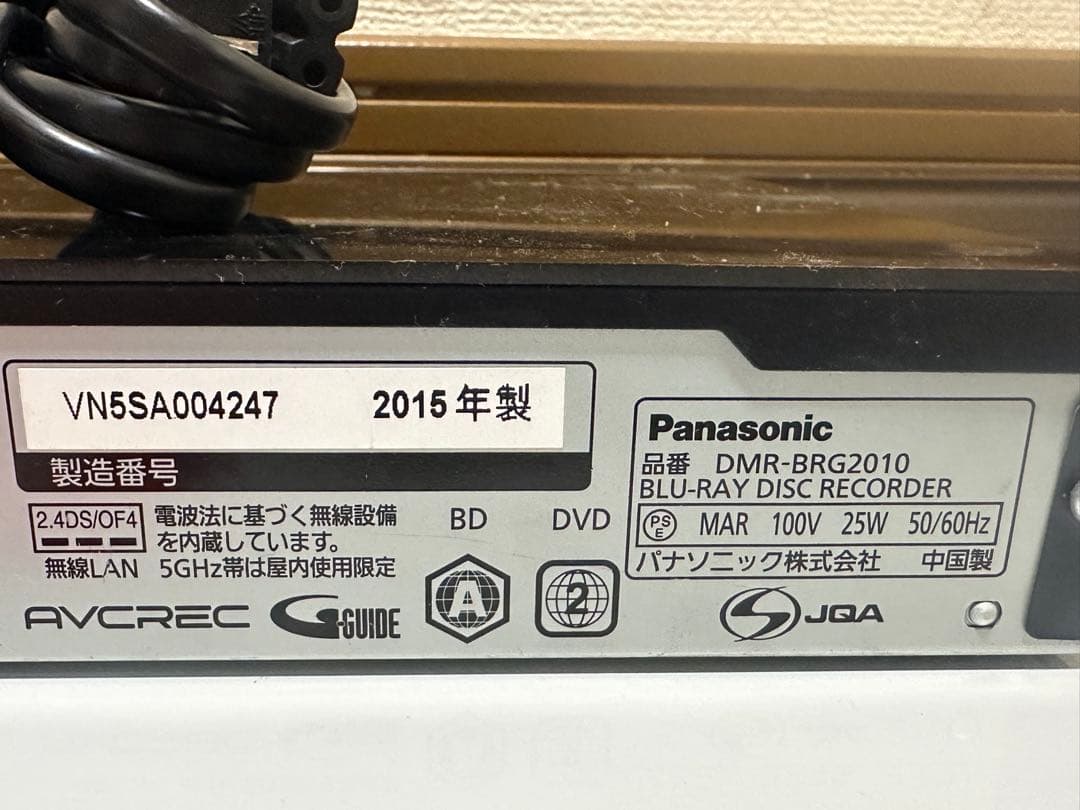 VN5SA004247 2015年製
製造番号
2.4DS/OF4
電波法に基づく無線設備
を内蔵しています。
無線LAN 5GHz帯は屋内使用限定
AVCREC
G-GUIDE
BD DVD
A 2
Panasonic
品番 DMR-BRG2010
BLU-RAY DISC RECORDER
PSE MAR 100V 25W 50/60Hz
パナソニック株式会社 中国製
JQA